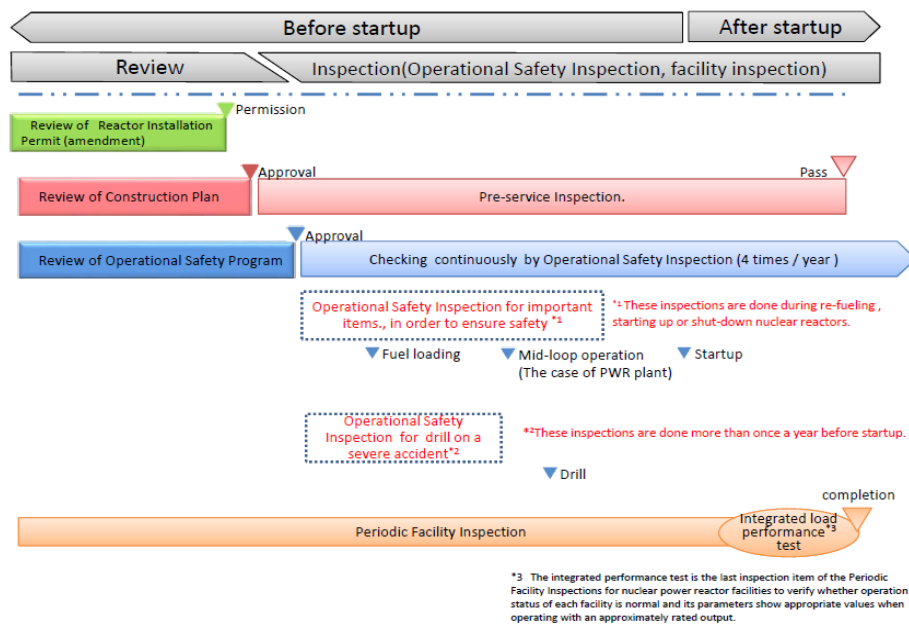 Before startup
After startup
Review
Inspection(Operational Safety Inspection, facility inspection)
Permission
Review of Reactor Installation
Permit (amendment)
Approval
Pass
Review of Construction Plan
Pre-service Inspection.
Approval
Review of Operational Safety Program
Checking continuously by Operational Safety Inspection (4 times / year )
Operational Safety Inspection for important
items., in order to ensure safety *1
*1 These inspections are done during re-fueling ,
starting up or shut-down nuclear reactors.
Fuel loading
Mid-loop operation
(The case of PWR plant)
Startup
Operational Safety
Inspection for drill on a
severe accident*2
*2These inspections are done more than once a year before startup.
Drill
completion
Periodic Facility Inspection
Integrated load
performance*3
test
*3 The integrated performance test is the last inspection item of the Periodic
Facility Inspections for nuclear power reactor facilities to verify whether operation
status of each facility is normal and its parameters show appropriate values when
operating with an approximately rated output.